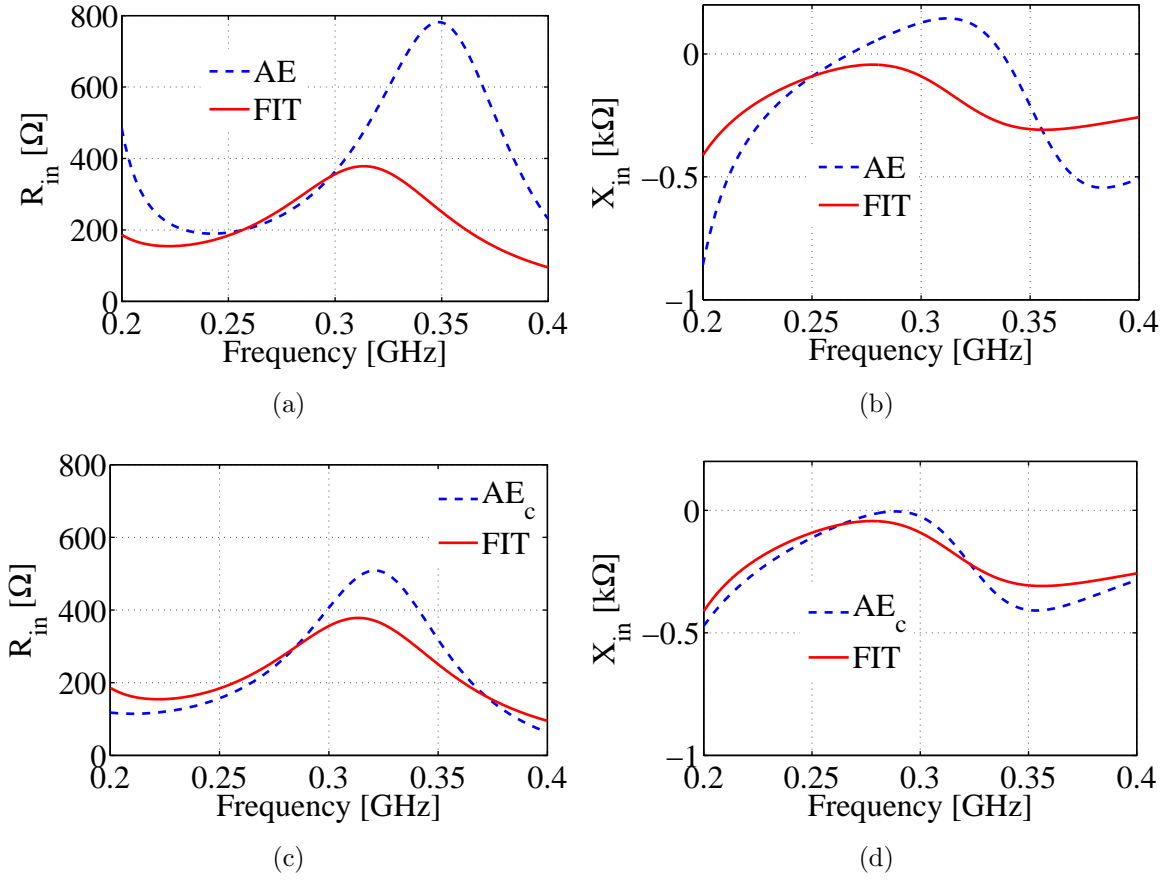 800
600
400
200
0
R_in [Ω]
AE
FIT
0.2 0.25 0.3 0.35 0.4
Frequency [GHz]
(a)
0
−0.5
−1
X_in [kΩ]
AE
FIT
0.2 0.25 0.3 0.35 0.4
Frequency [GHz]
(b)
800
600
400
200
0
R_in [Ω]
AE_c
FIT
0.2 0.25 0.3 0.35 0.4
Frequency [GHz]
(c)
0
−0.5
−1
X_in [kΩ]
AE_c
FIT
0.2 0.25 0.3 0.35 0.4
Frequency [GHz]
(d)